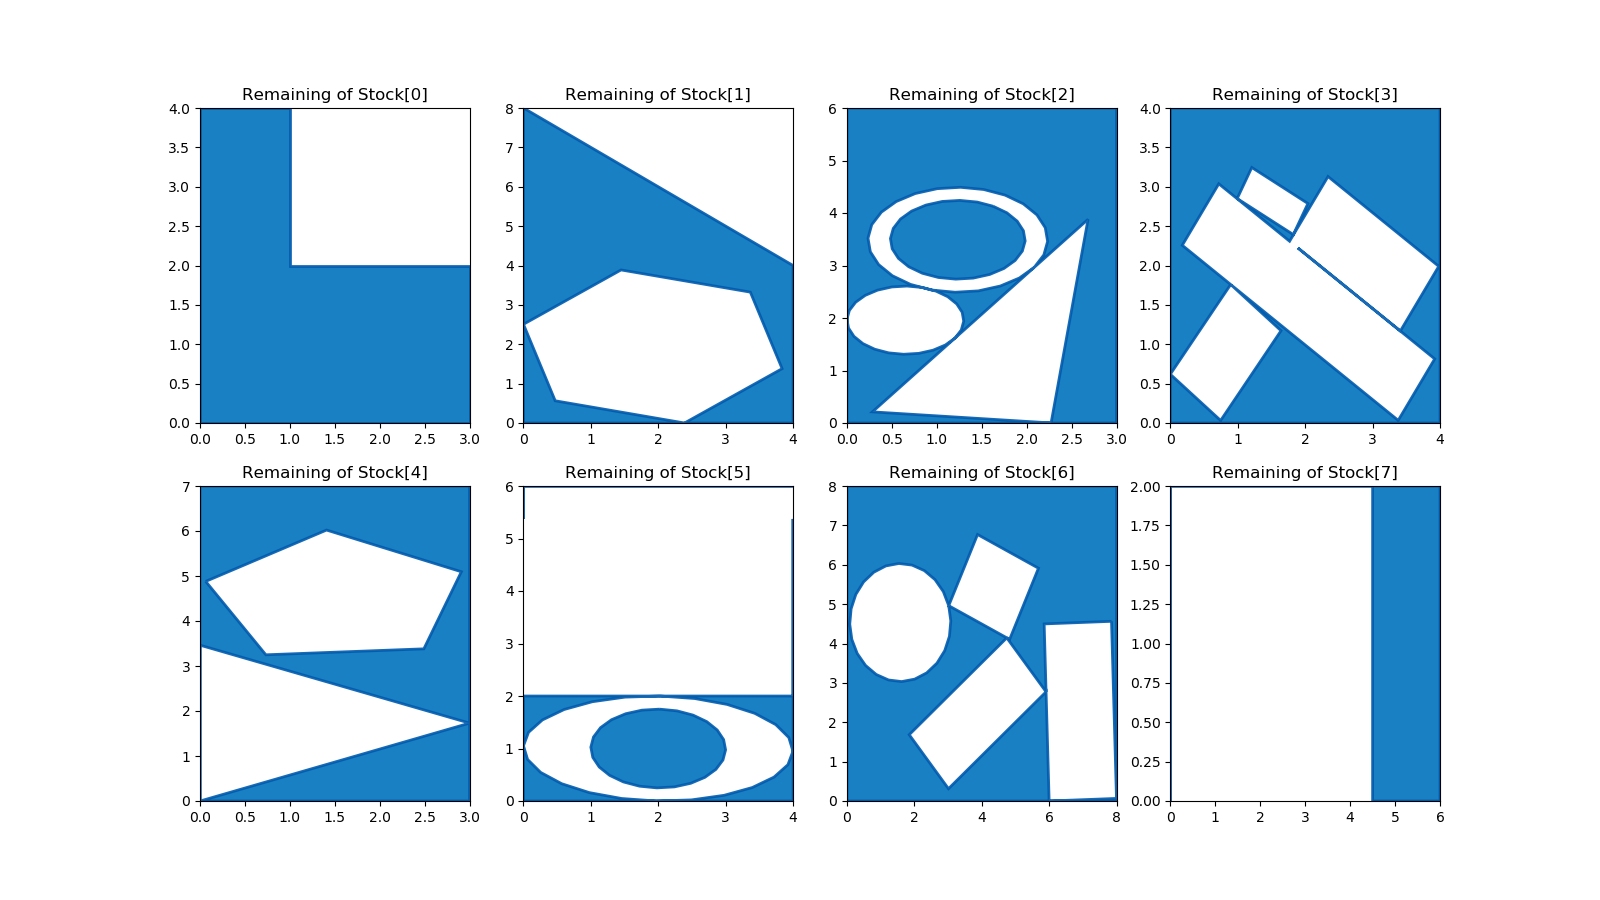 Remaining of Stock[0] Remaining of Stock[1] Remaining of Stock[2] Remaining of Stock[3]
4.0 8 6 4.0
3.5 7 5 3.5
3.0 6 4 3.0
2.5 5 3 2.5
2.0 4 2 2.0
1.5 3 1 1.5
1.0 2 0 1.0
0.5 1 0.5
0.0 0 0.0
0.0 0.5 1.0 1.5 2.0 2.5 3.0 0 1 2 3 4 0.0 0.5 1.0 1.5 2.0 2.5 3.0 0 1 2 3 4
Remaining of Stock[4] Remaining of Stock[5] Remaining of Stock[6] Remaining of Stock[7]
7 6 8 2.00
6 5 7 1.75
5 4 6 1.50
4 3 5 1.25
3 2 4 1.00
2 1 3 0.75
1 0 2 0.50
0 1 0.25
0 0.00
0.0 0.5 1.0 1.5 2.0 2.5 3.0 0 1 2 3 4 0 2 4 6 8 0 1 2 3 4 5 6